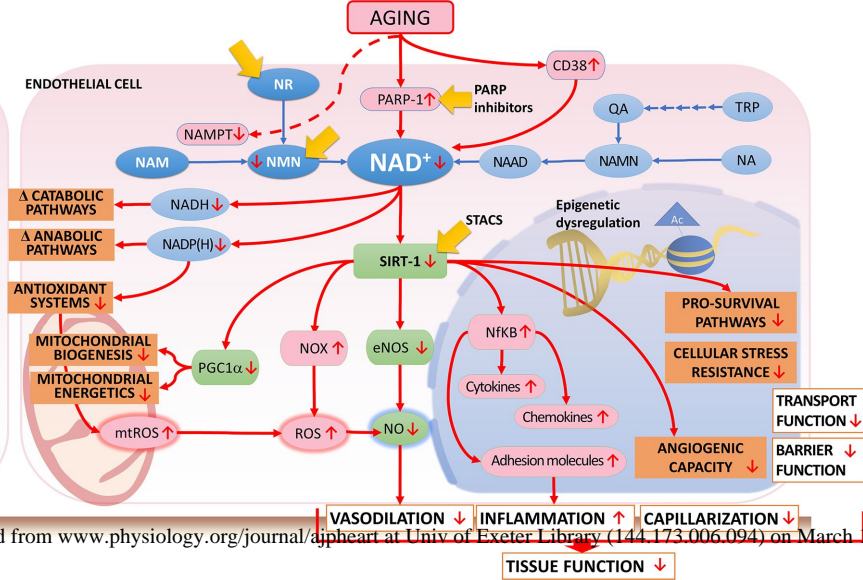 AGING
ENDOTHELIAL CELL
CD38↑
NR
PARP-1↑
PARP
inhibitors
QA
TRP
NAMPT↓
NAM
↓ NMN
NAD+↓
NAAD
NAMN
NA
Δ CATABOLIC
PATHWAYS
NADH↓
Δ ANABOLIC
PATHWAYS
NADP(H)↓
STACS
Epigenetic
dysregulation
Ac
SIRT-1 ↓
ANTIOXIDANT
SYSTEMS ↓
PRO-SURVIVAL
PATHWAYS ↓
MITOCHONDRIAL
BIOGENESIS ↓
MITOCHONDRIAL
ENERGETICS ↓
PGC1α↓
NOX ↑
eNOS ↓
NfKB↑
CELLULAR STRESS
RESISTANCE ↓
Cytokines ↑
Chemokines ↑
TRANSPORT
FUNCTION↓
mtROS ↑
ROS ↑
NO↓
Adhesion molecules ↑
ANGIOGENIC
CAPACITY ↓
BARRIER ↓
FUNCTION
VASODILATION ↓
INFLAMMATION ↑
CAPILLARIZATION ↓
d from www.physiology.org/journal/ajpheart at Univ of Exeter Library (144.173.006.094) on March
TISSUE FUNCTION ↓